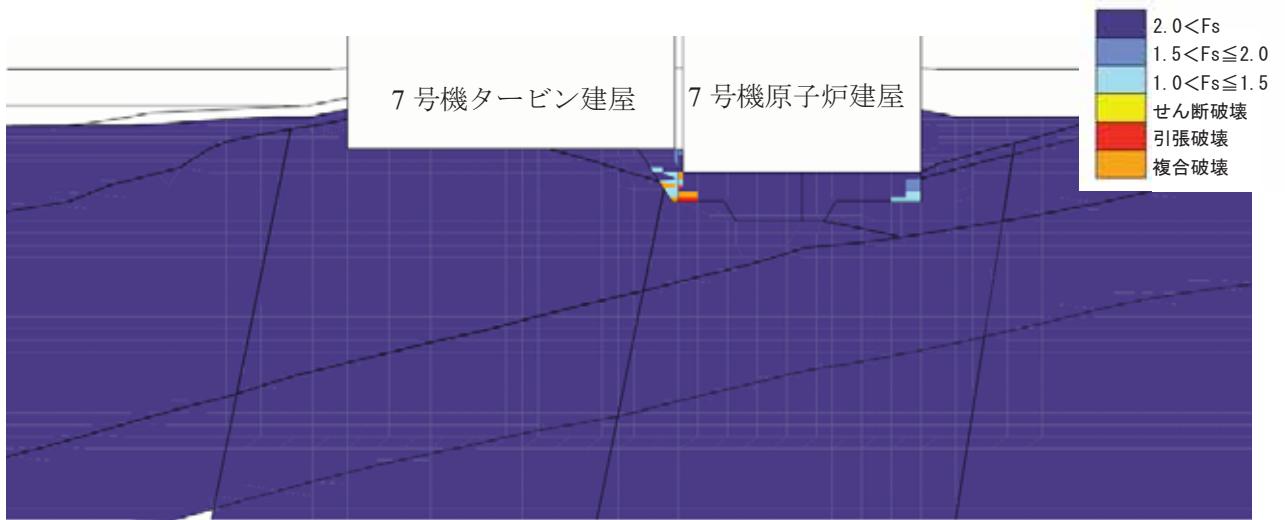 2.0<Fs
1.5<Fs≦2.0
1.0<Fs≦1.5
せん断破壊
引張破壊
複合破壊
7 号機タービン建屋
7 号機原子炉建屋